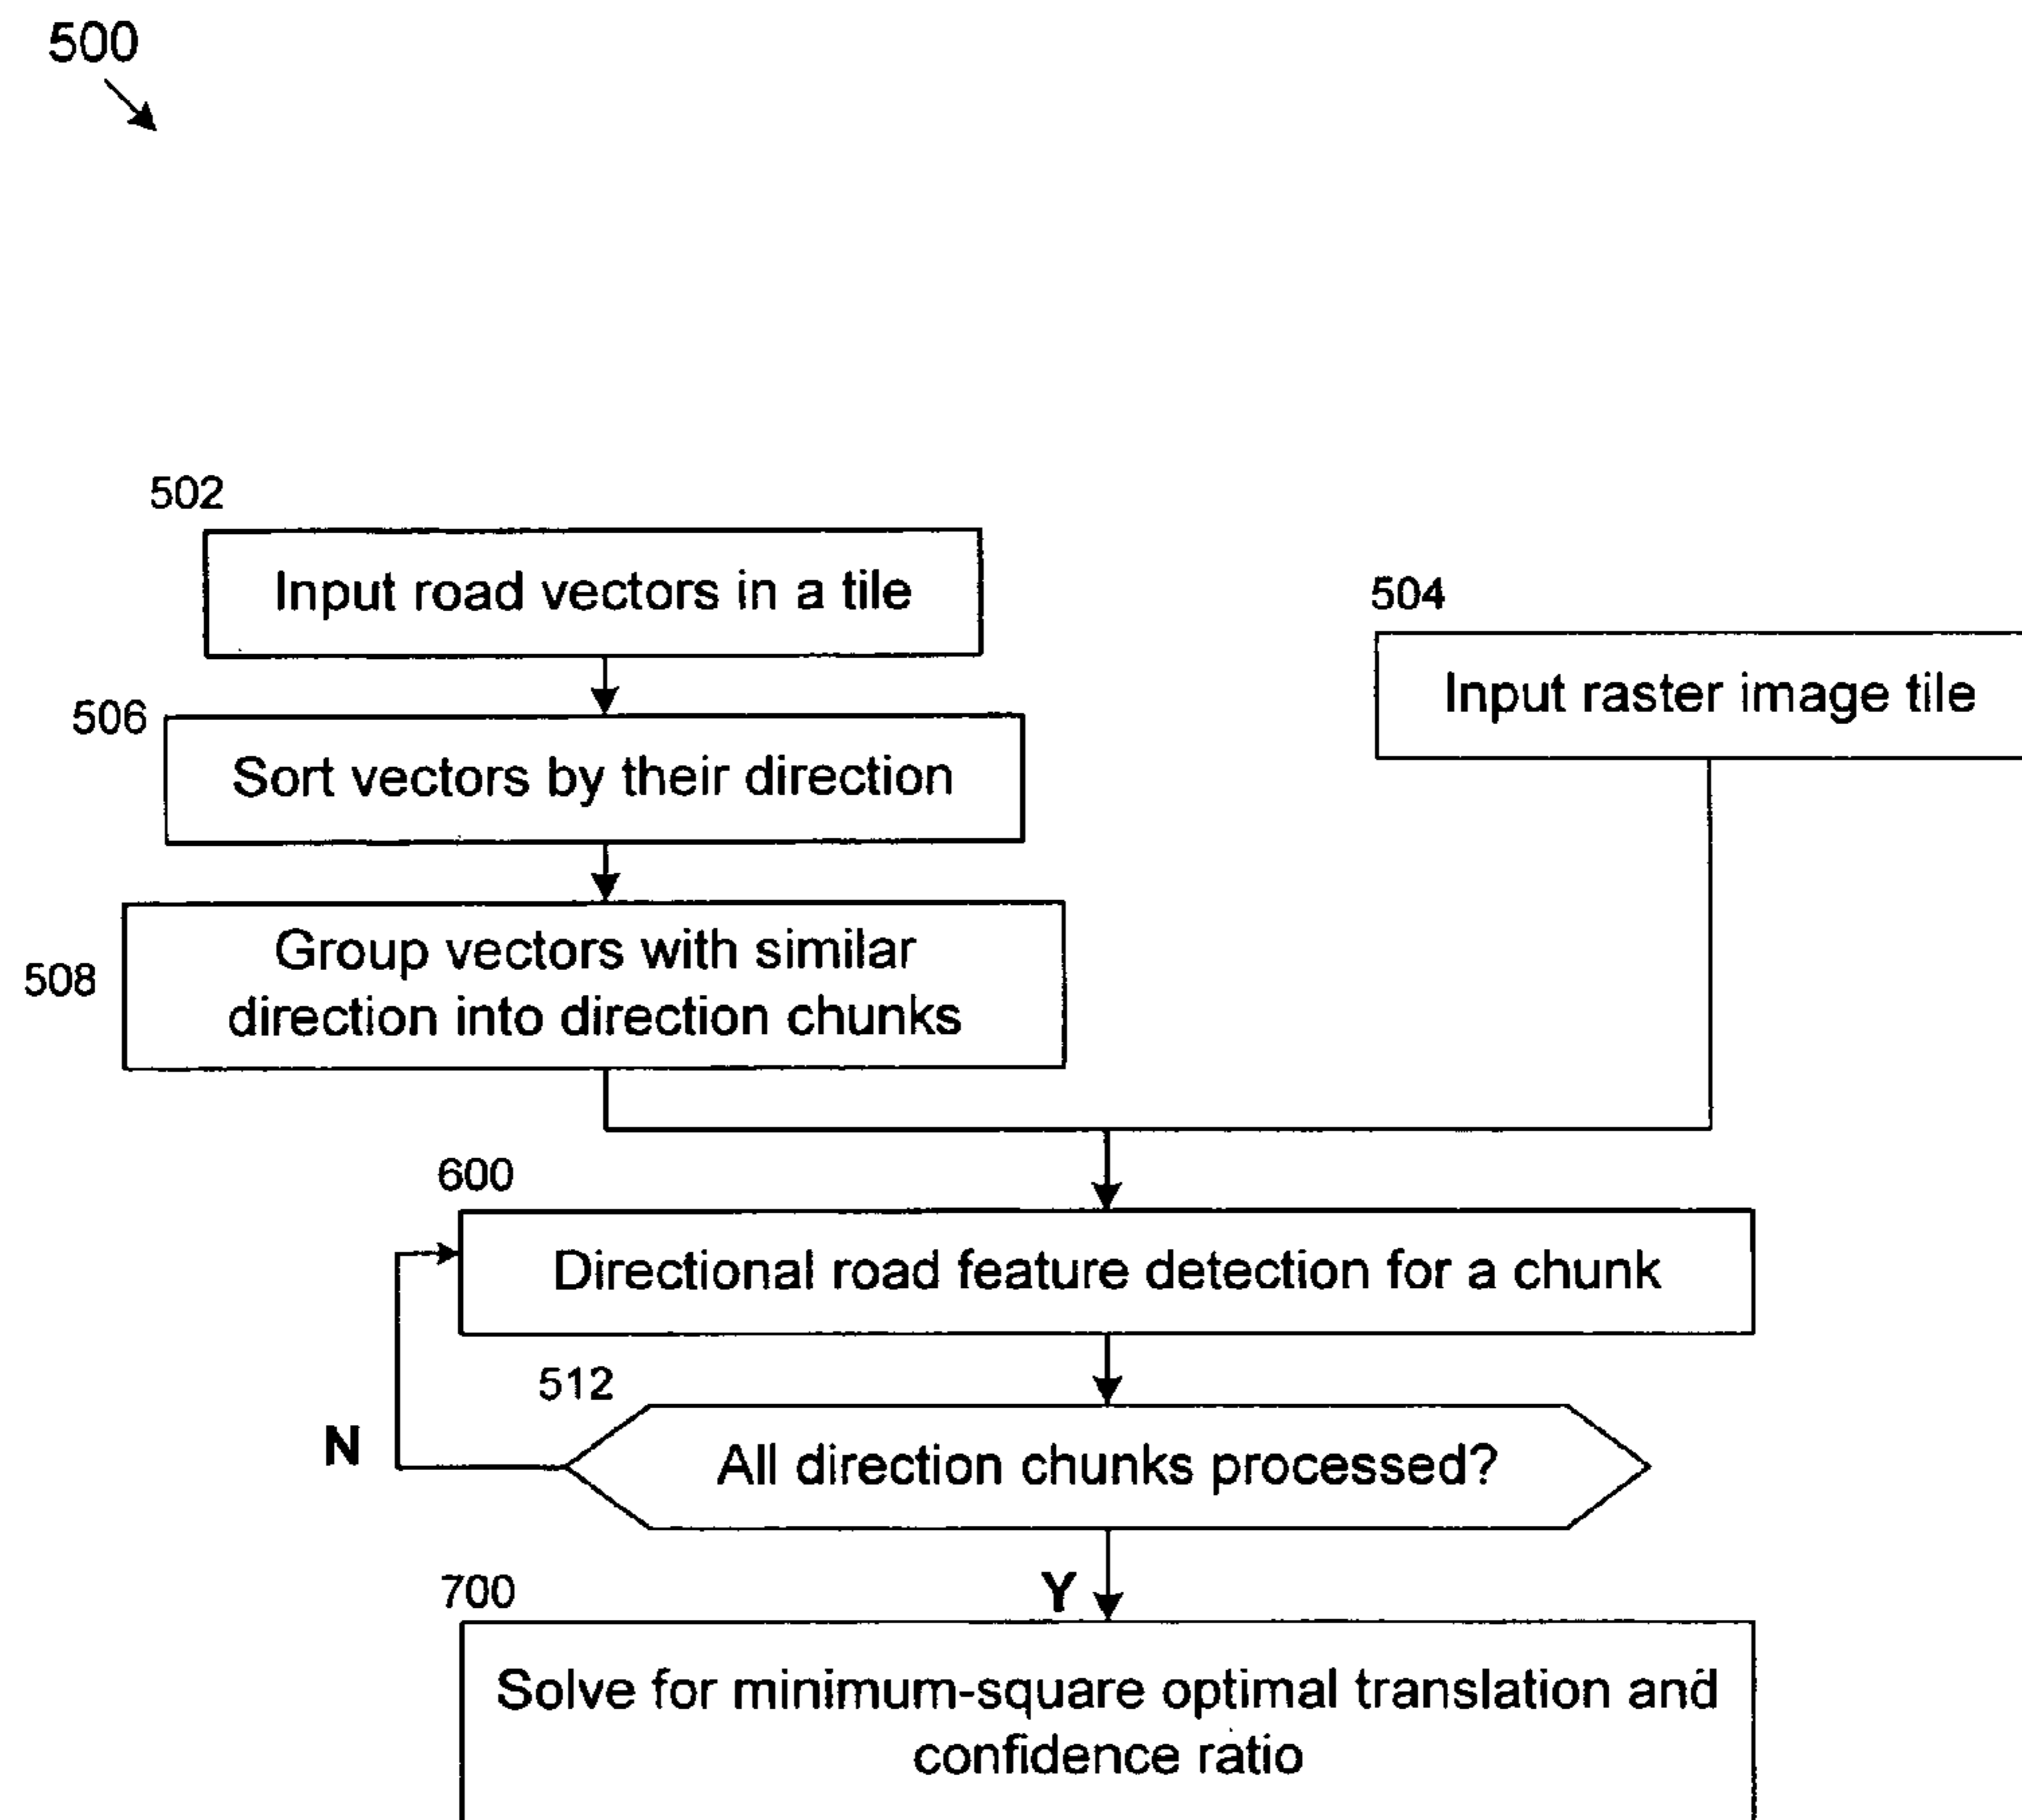 500
502
Input road vectors in a tile
504
Input raster image tile
506
Sort vectors by their direction
508
Group vectors with similar
direction into direction chunks
600
Directional road feature detection for a chunk
512
All direction chunks processed?
N
Y
700
Solve for minimum-square optimal translation and
confidence ratio